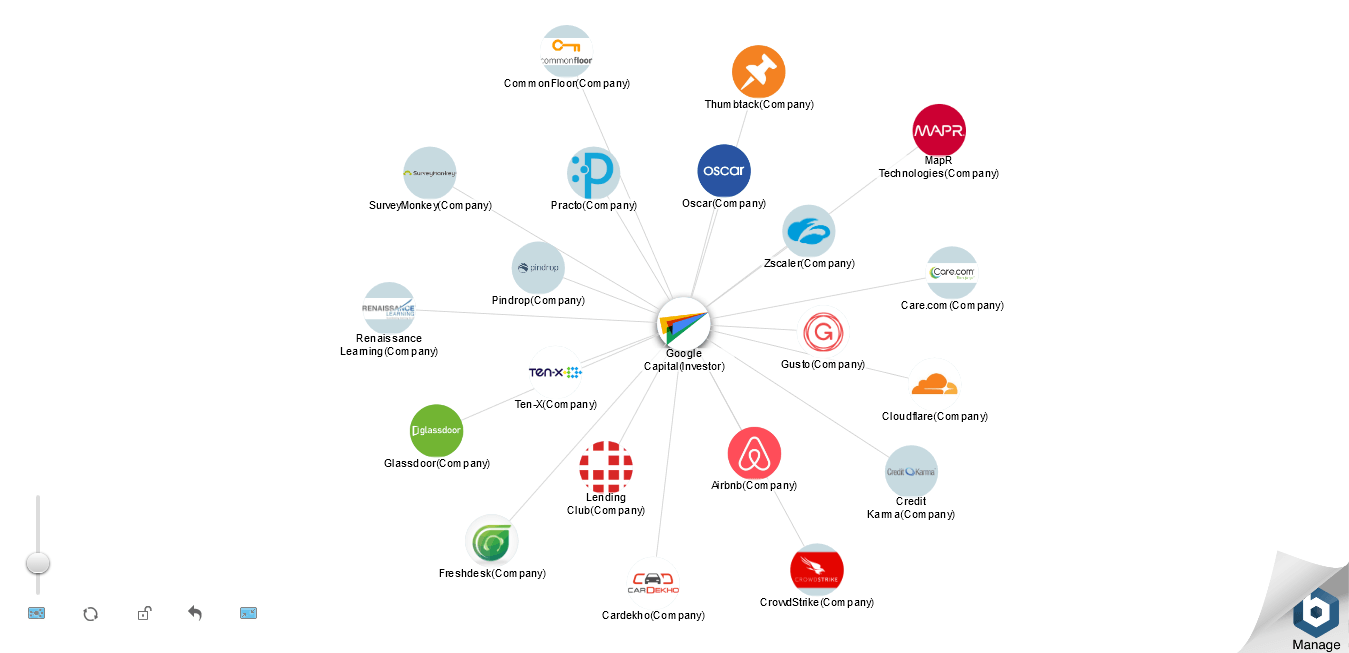 commonfloor
CommonFloor(Company)
Thumbtack(Company)
MAPR
MapR
Technologies(Company)
SurveyMonkey
SurveyMonkey(Company)
Practo(Company)
oscar
Oscar(Company)
Zscaler(Company)
pindrop
Pindrop(Company)
Care.com
Care.com(Company)
RENAISSANCE
LEARNING
Renaissance
Learning(Company)
Google
Capital(Investor)
G
Gusto(Company)
TEN-X
Ten-X(Company)
Cloudflare(Company)
glassdoor
Glassdoor(Company)
Lending
Club(Company)
Airbnb(Company)
Credit Karma
Credit
Karma(Company)
Freshdesk(Company)
CARDEKHO
Cardekho(Company)
CROWDSTRIKE
CrowdStrike(Company)
Manage